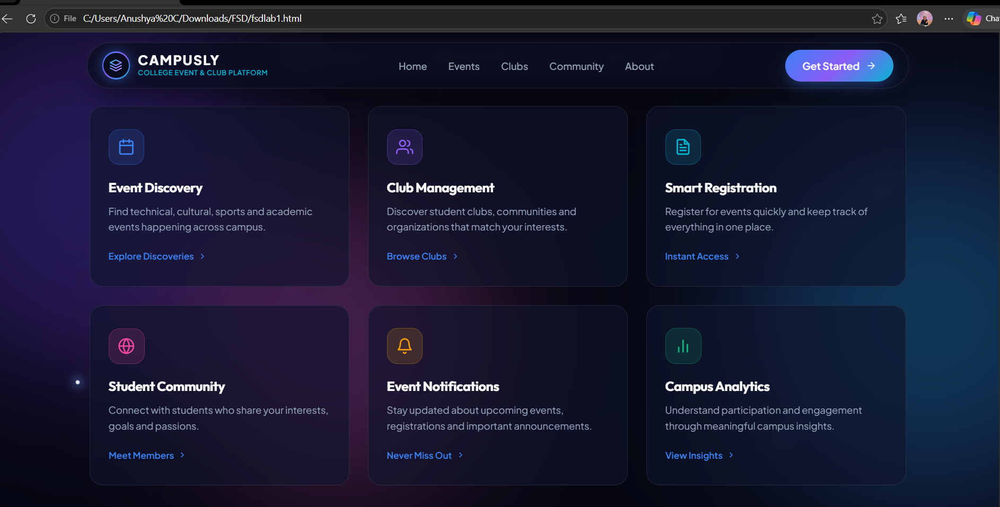 File C:/Users/Anushya%20C/Downloads/FSD/fsdlab1.html
CAMPUSLY
COLLEGE EVENT & CLUB PLATFORM
Home Events Clubs Community About
Get Started
Event Discovery
Find technical, cultural, sports and academic
events happening across campus.
Explore Discoveries
Club Management
Discover student clubs, communities and
organizations that match your interests.
Browse Clubs
Smart Registration
Register for events quickly and keep track of
everything in one place.
Instant Access
Student Community
Connect with students who share your interests,
goals and passions.
Meet Members
Event Notifications
Stay updated about upcoming events,
registrations and important announcements.
Never Miss Out
Campus Analytics
Understand participation and engagement
through meaningful campus insights.
View Insights